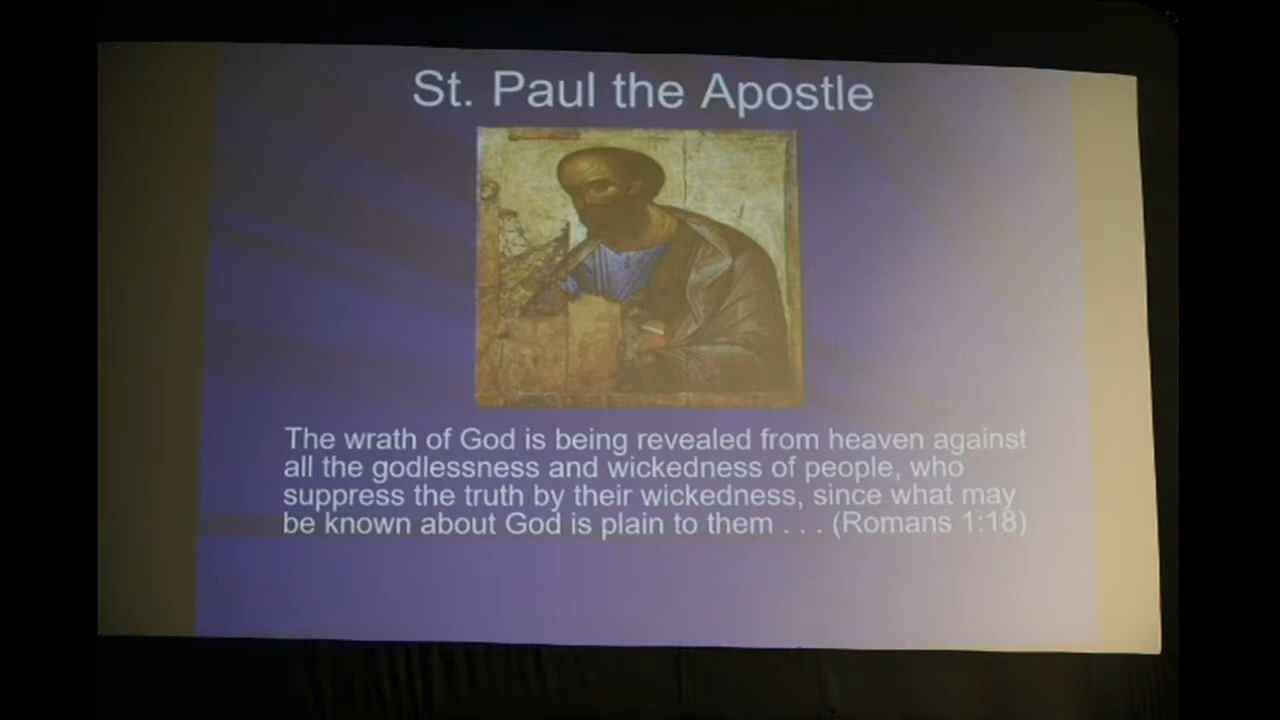 St. Paul the Apostle
The wrath of God is being revealed from heaven against
all the godlessness and wickedness of people, who
suppress the truth by their wickedness, since what may
be known about God is plain to them . . . (Romans 1:18)